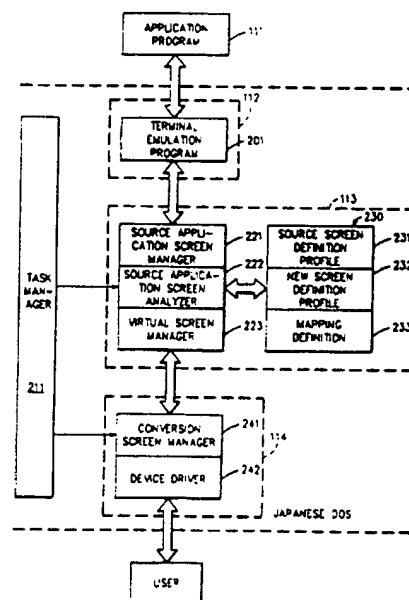 APPLICATION
PROGRAM
111
112
TERMINAL
EMULATION
PROGRAM
201
113
230
SOURCE APPLI-
CATION SCREEN
MANAGER
221
SOURCE SCREEN
DEFINITION
PROFILE
231
SOURCE APPLICA-
TION SCREEN
ANALYZER
222
NEW SCREEN
DEFINITION
PROFILE
232
VIRTUAL SCREEN
MANAGER
223
MAPPING
DEFINITION
233
TASK
MAN-
AGER
211
CONVERSION
SCREEN MANAGER
241
DEVICE DRIVER
242
114
JAPANESE DOS
USER